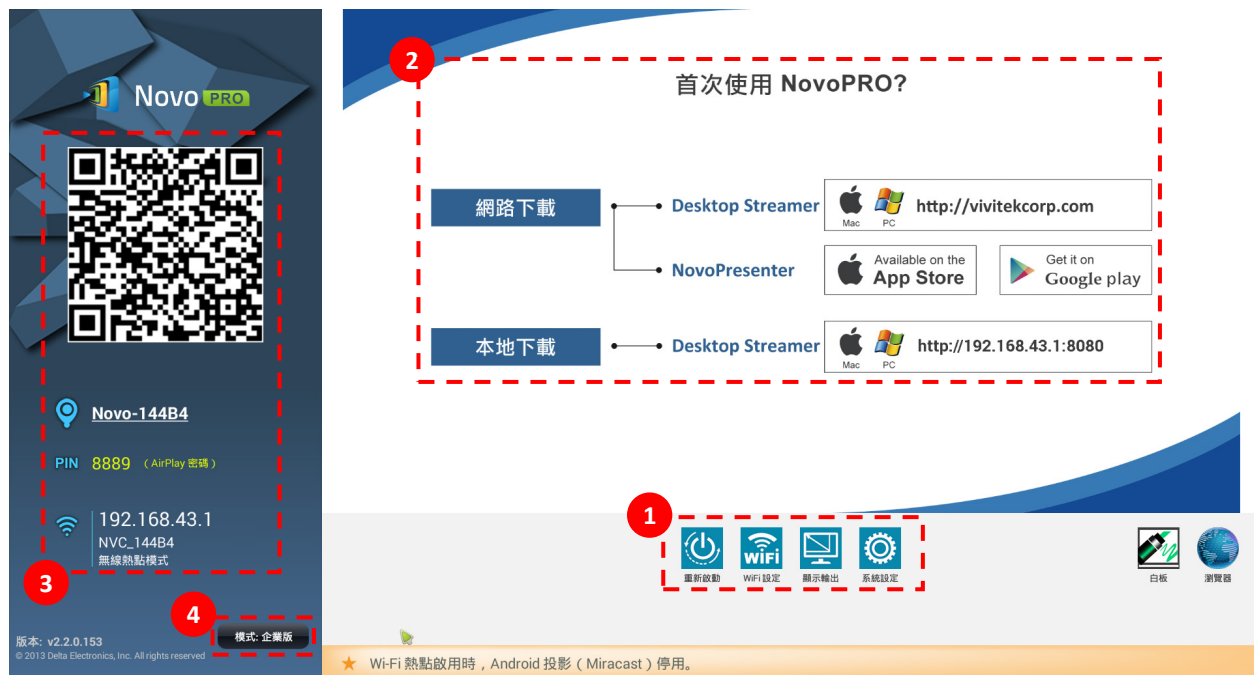 Novo PRO
3
Novo-144B4
PIN 8889 （AirPlay 密碼）
192.168.43.1
NVC_144B4
無線熱點模式
4
模式: 企業版
版本: v2.2.0.153
© 2013 Delta Electronics, Inc. All rights reserved
2
首次使用 NovoPRO?
網路下載
Desktop Streamer
Mac PC
http://vivitekcorp.com
NovoPresenter
Available on the
App Store
Get it on
Google play
本地下載
Desktop Streamer
Mac PC
http://192.168.43.1:8080
1
WiFi
重新啟動 WiFi 設定 顯示輸出 系統設定
白板 瀏覽器
Wi-Fi 熱點啟用時，Android 投影（Miracast）停用。